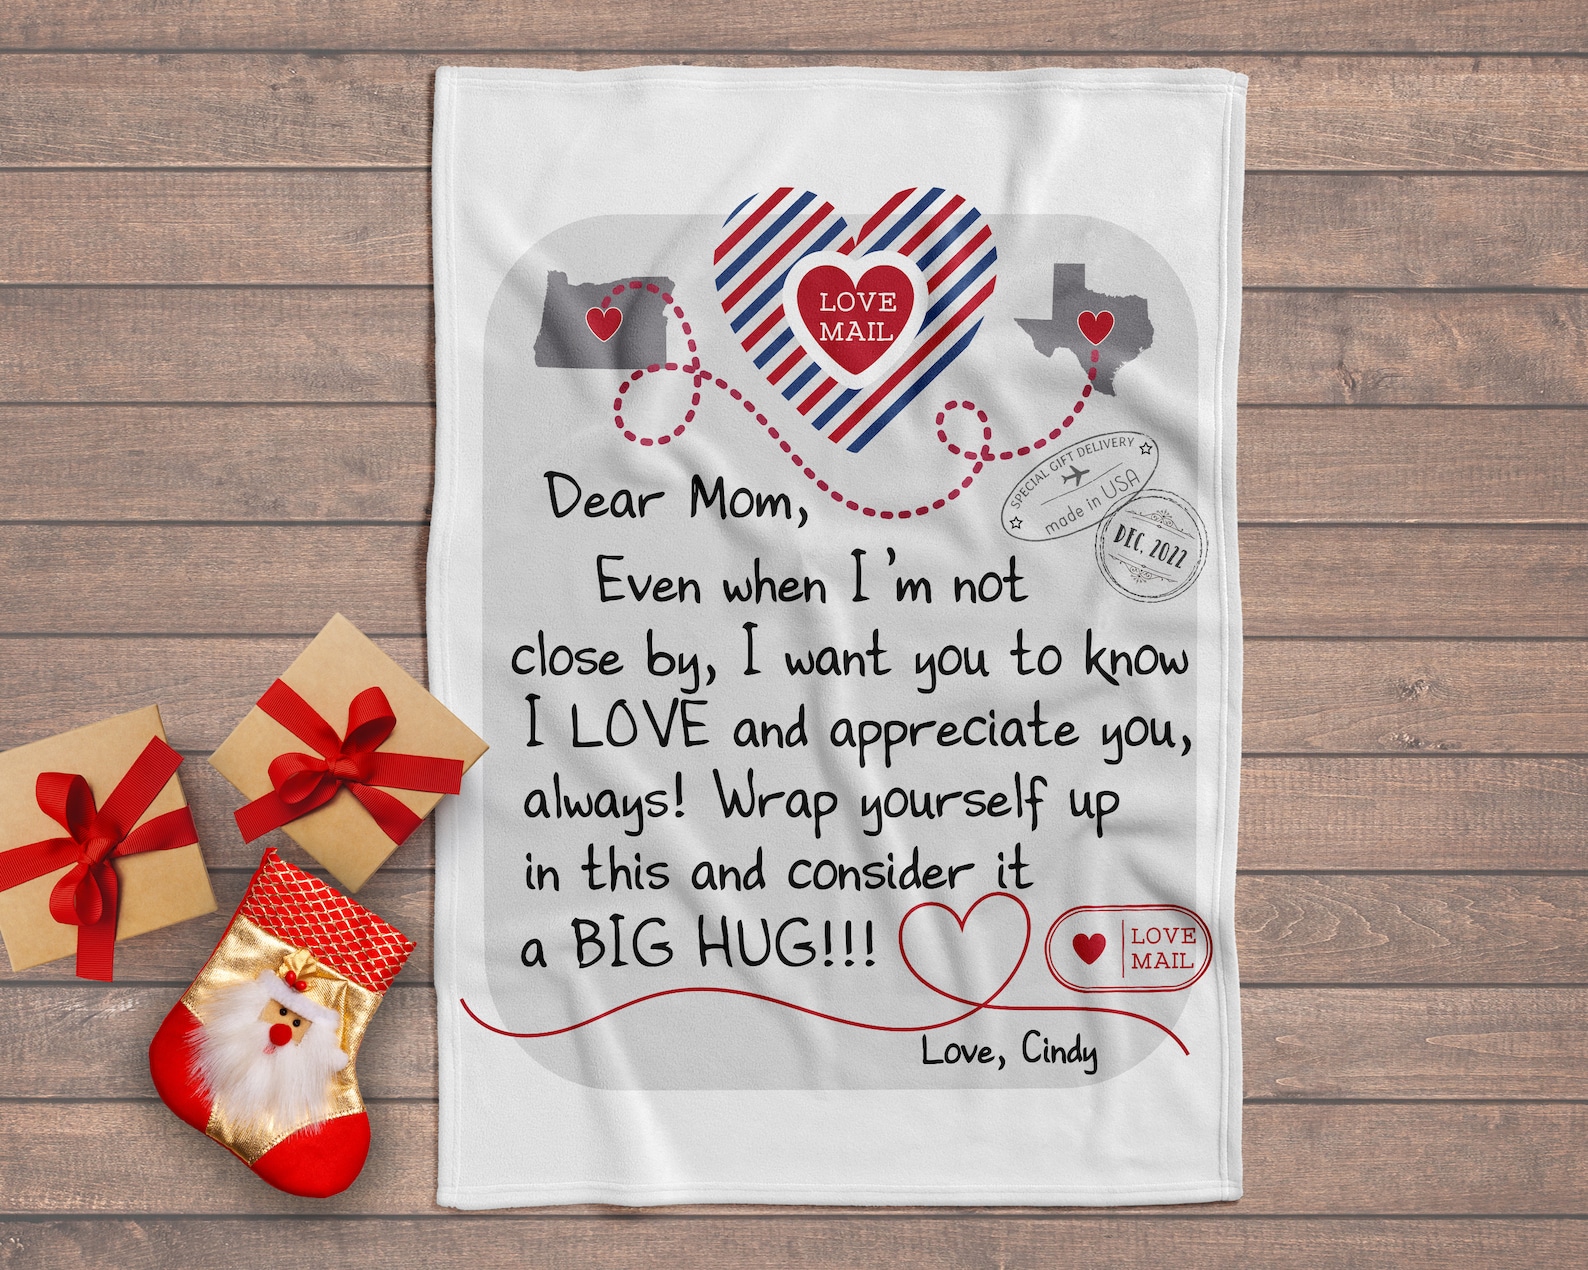 LOVE
MAIL
SPECIAL GIFT DELIVERY
made in USA
DEC. 2022
Dear Mom,
Even when I'm not
close by, I want you to know
I LOVE and appreciate you,
always! Wrap yourself up
in this and consider it
a BIG HUG!!!
LOVE
MAIL
Love, Cindy